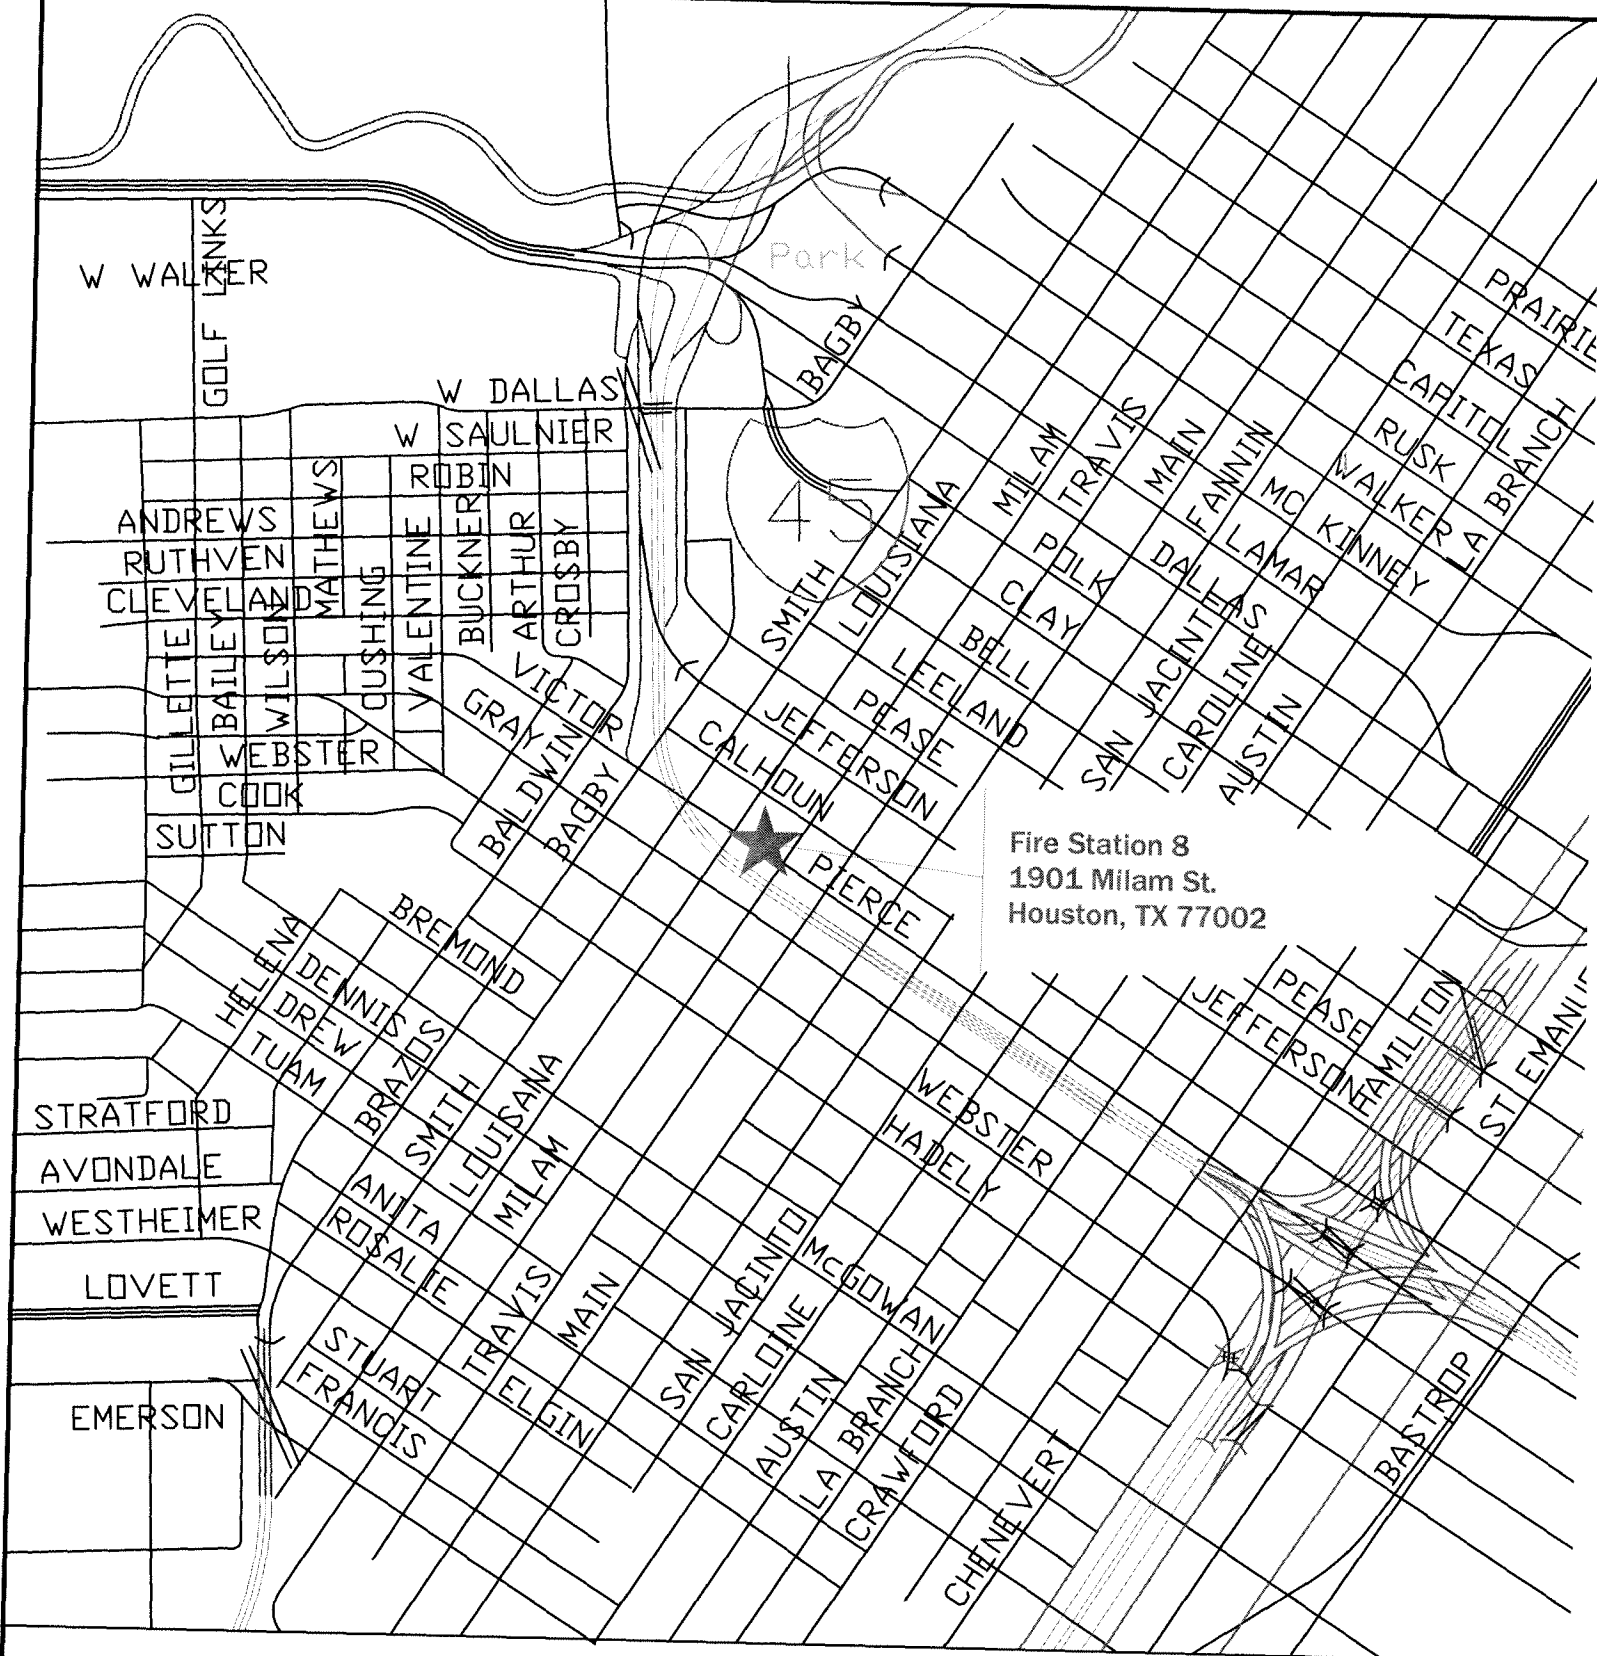 Park
GOLF LINKS
W WALKER
PRAIRIE
TEXAS
CAPITOL
RUSK
WALKER
LA BRANCH
BAGB
W DALLAS
W SAULNIER
ROBIN
MATHEWS
ANDREWS
RUTHVEN
CLEVELAND
45
MILAM
TRAVIS
MAIN
FANNIN
MC KINNEY
LAMAR
DALLAS
POLK
CLAY
BELL
LEELAND
PEASE
JEFFERSON
CALHOUN
PIERCE
SMITH
LOUISIANA
SAN JACINTO
CAROLINE
AUSTIN
GILLETTE
BAILEY
WILSON
CUSHING
VALENTINE
BUCKNER
ARTHUR
CROSBY
VICTOR
GRAY
WEBSTER
COOK
SUTTON
BALDWIN
BAGBY
Fire Station 8
1901 Milam St.
Houston, TX 77002
BREMOND
HELENA
DENNIS
DREW
TUAM
BRAZOS
SMITH
LOUISANA
MILAM
PEASE
JEFFERSON
HAMILTON
ST EMANUE
WEBSTER
HADELY
STRATFORD
AVONDALE
WESTHEIMER
LOVETT
EMERSON
ANITA
ROSALIE
STUART
FRANCIS
TRAVIS
MAIN
ELGIN
SAN JACINTO
McGOWAN
CARLOINE
AUSTIN
LA BRANCH
CRAWFORD
CHENEVERT
BASTROP